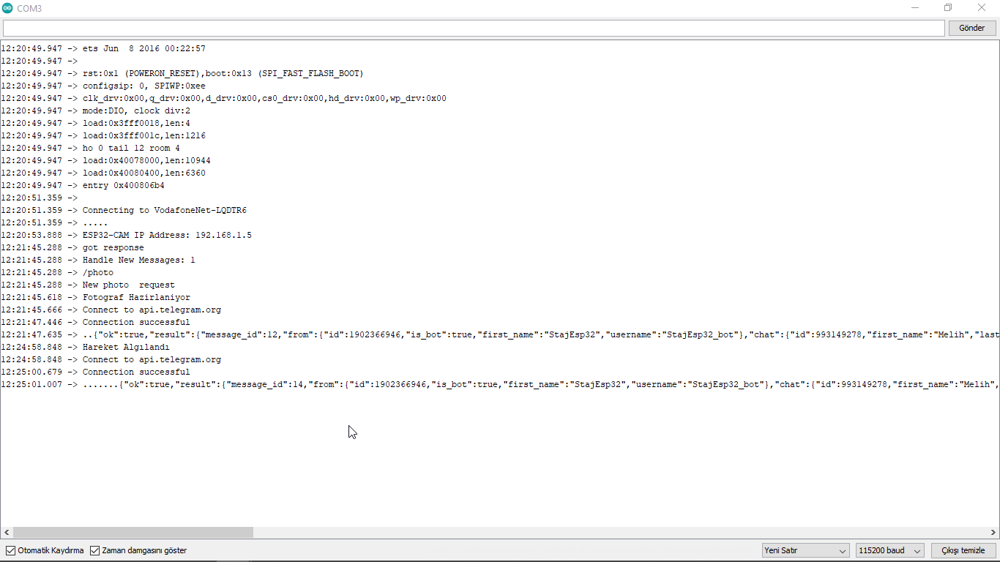 COM3
Gönder
12:20:49.947 -> ets Jun  8 2016 00:22:57
12:20:49.947 ->
12:20:49.947 -> rst:0x1 (POWERON_RESET),boot:0x13 (SPI_FAST_FLASH_BOOT)
12:20:49.947 -> configsip: 0, SPIWP:0xee
12:20:49.947 -> clk_drv:0x00,q_drv:0x00,d_drv:0x00,cs0_drv:0x00,hd_drv:0x00,wp_drv:0x00
12:20:49.947 -> mode:DIO, clock div:2
12:20:49.947 -> load:0x3fff0018,len:4
12:20:49.947 -> load:0x3fff001c,len:1216
12:20:49.947 -> ho 0 tail 12 room 4
12:20:49.947 -> load:0x40078000,len:10944
12:20:49.947 -> load:0x40080400,len:6360
12:20:49.947 -> entry 0x400806b4
12:20:51.359 ->
12:20:51.359 -> Connecting to VodafoneNet-LQDTR6
12:20:51.359 -> .....
12:20:53.888 -> ESP32-CAM IP Address: 192.168.1.5
12:21:45.288 -> got response
12:21:45.288 -> Handle New Messages: 1
12:21:45.288 -> /photo
12:21:45.288 -> New photo  request
12:21:45.618 -> Fotograf Hazirlaniyor
12:21:45.666 -> Connect to api.telegram.org
12:21:47.446 -> Connection successful
12:21:47.635 -> ..{"ok":true,"result":{"message_id":12,"from":{"id":1902366946,"is_bot":true,"first_name":"StajEsp32","username":"StajEsp32_bot"},"chat":{"id":993149278,"first_name":"Melih","last
12:24:58.848 -> Hareket Algılandı
12:24:58.848 -> Connect to api.telegram.org
12:25:00.679 -> Connection successful
12:25:01.007 -> .......{"ok":true,"result":{"message_id":14,"from":{"id":1902366946,"is_bot":true,"first_name":"StajEsp32","username":"StajEsp32_bot"},"chat":{"id":993149278,"first_name":"Melih",
Otomatik Kaydırma Zaman damgasını göster Yeni Satır 115200 baud Çıkışı temizle